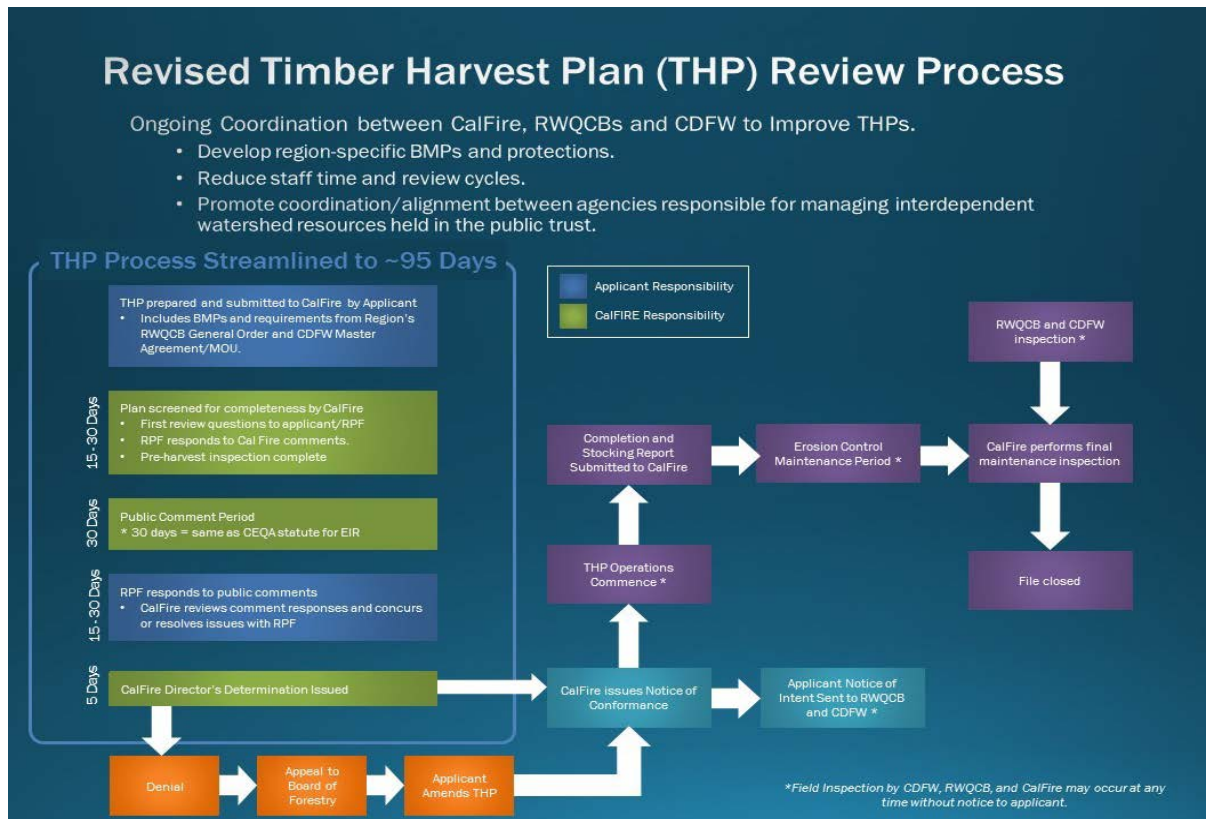 Revised Timber Harvest Plan (THP) Review Process
Ongoing Coordination between CalFire, RWQCBs and CDFW to Improve THPs.
• Develop region-specific BMPs and protections.
• Reduce staff time and review cycles.
• Promote coordination/alignment between agencies responsible for managing interdependent
watershed resources held in the public trust.
THP Process Streamlined to ~95 Days
THP prepared and submitted to CalFire by Applicant
• Includes BMPs and requirements from Region's
RWQCB General Order and CDFW Master
Agreement/MOU.
15 - 30 Days
Plan screened for completeness by CalFire
• First review questions to applicant/RPF
• RPF responds to Cal Fire comments.
• Pre-harvest inspection complete
30 Days
Public Comment Period
* 30 days = same as CEQA statute for EIR
15 - 30 Days
RPF responds to public comments
• CalFire reviews comment responses and concurs
or resolves issues with RPF
5 Days
CalFire Director's Determination Issued
Denial
Appeal to
Board of
Forestry
Applicant
Amends THP
Applicant Responsibility
CalFIRE Responsibility
CalFire issues Notice of
Conformance
Applicant Notice of
Intent Sent to RWQCB
and CDFW *
THP Operations
Commence *
Completion and
Stocking Report
Submitted to CalFire
Erosion Control
Maintenance Period *
RWQCB and CDFW
inspection *
CalFire performs final
maintenance inspection
File closed
*Field Inspection by CDFW, RWQCB, and CalFire may occur at any
time without notice to applicant.